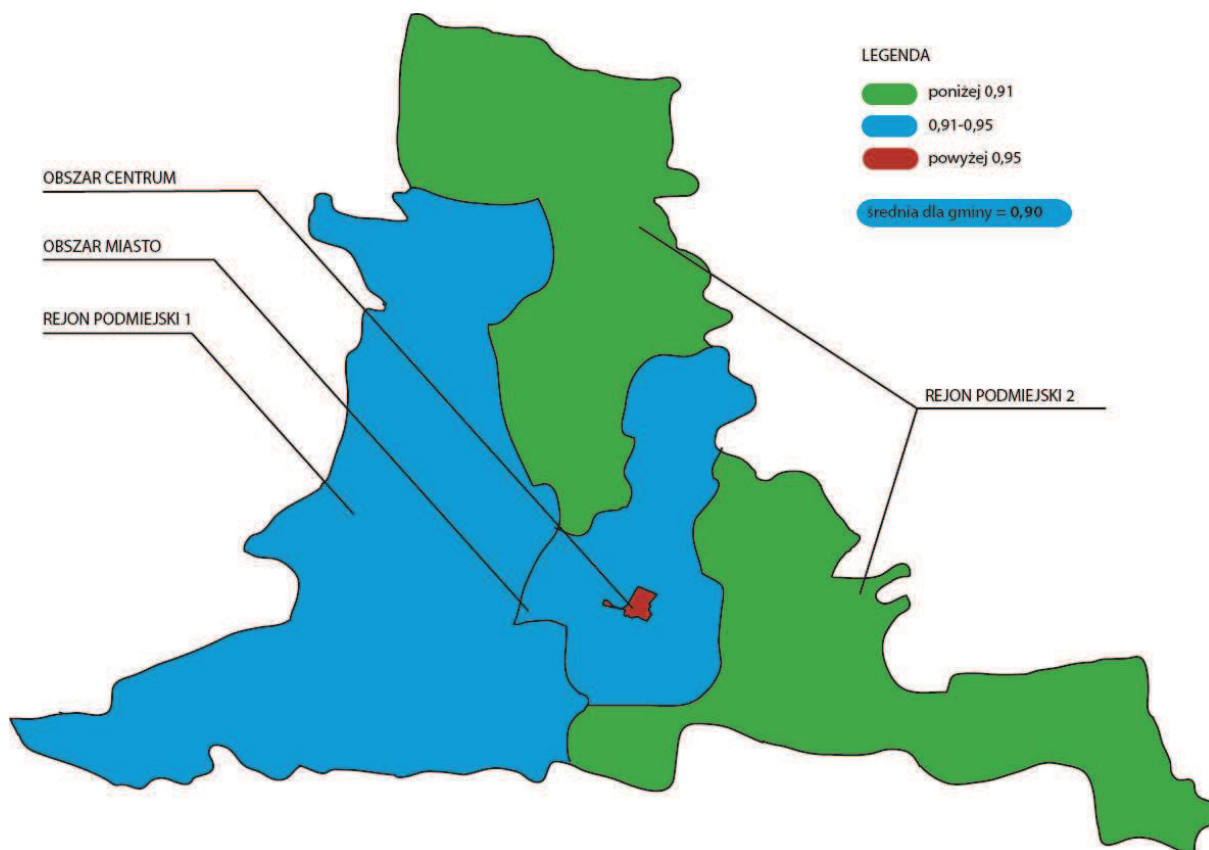 LEGENDA
poniżej 0,91
0,91-0,95
powyżej 0,95
średnia dla gminy = 0,90
OBSZAR CENTRUM
OBSZAR MIASTO
REJON PODMIEJSKI 1
REJON PODMIEJSKI 2